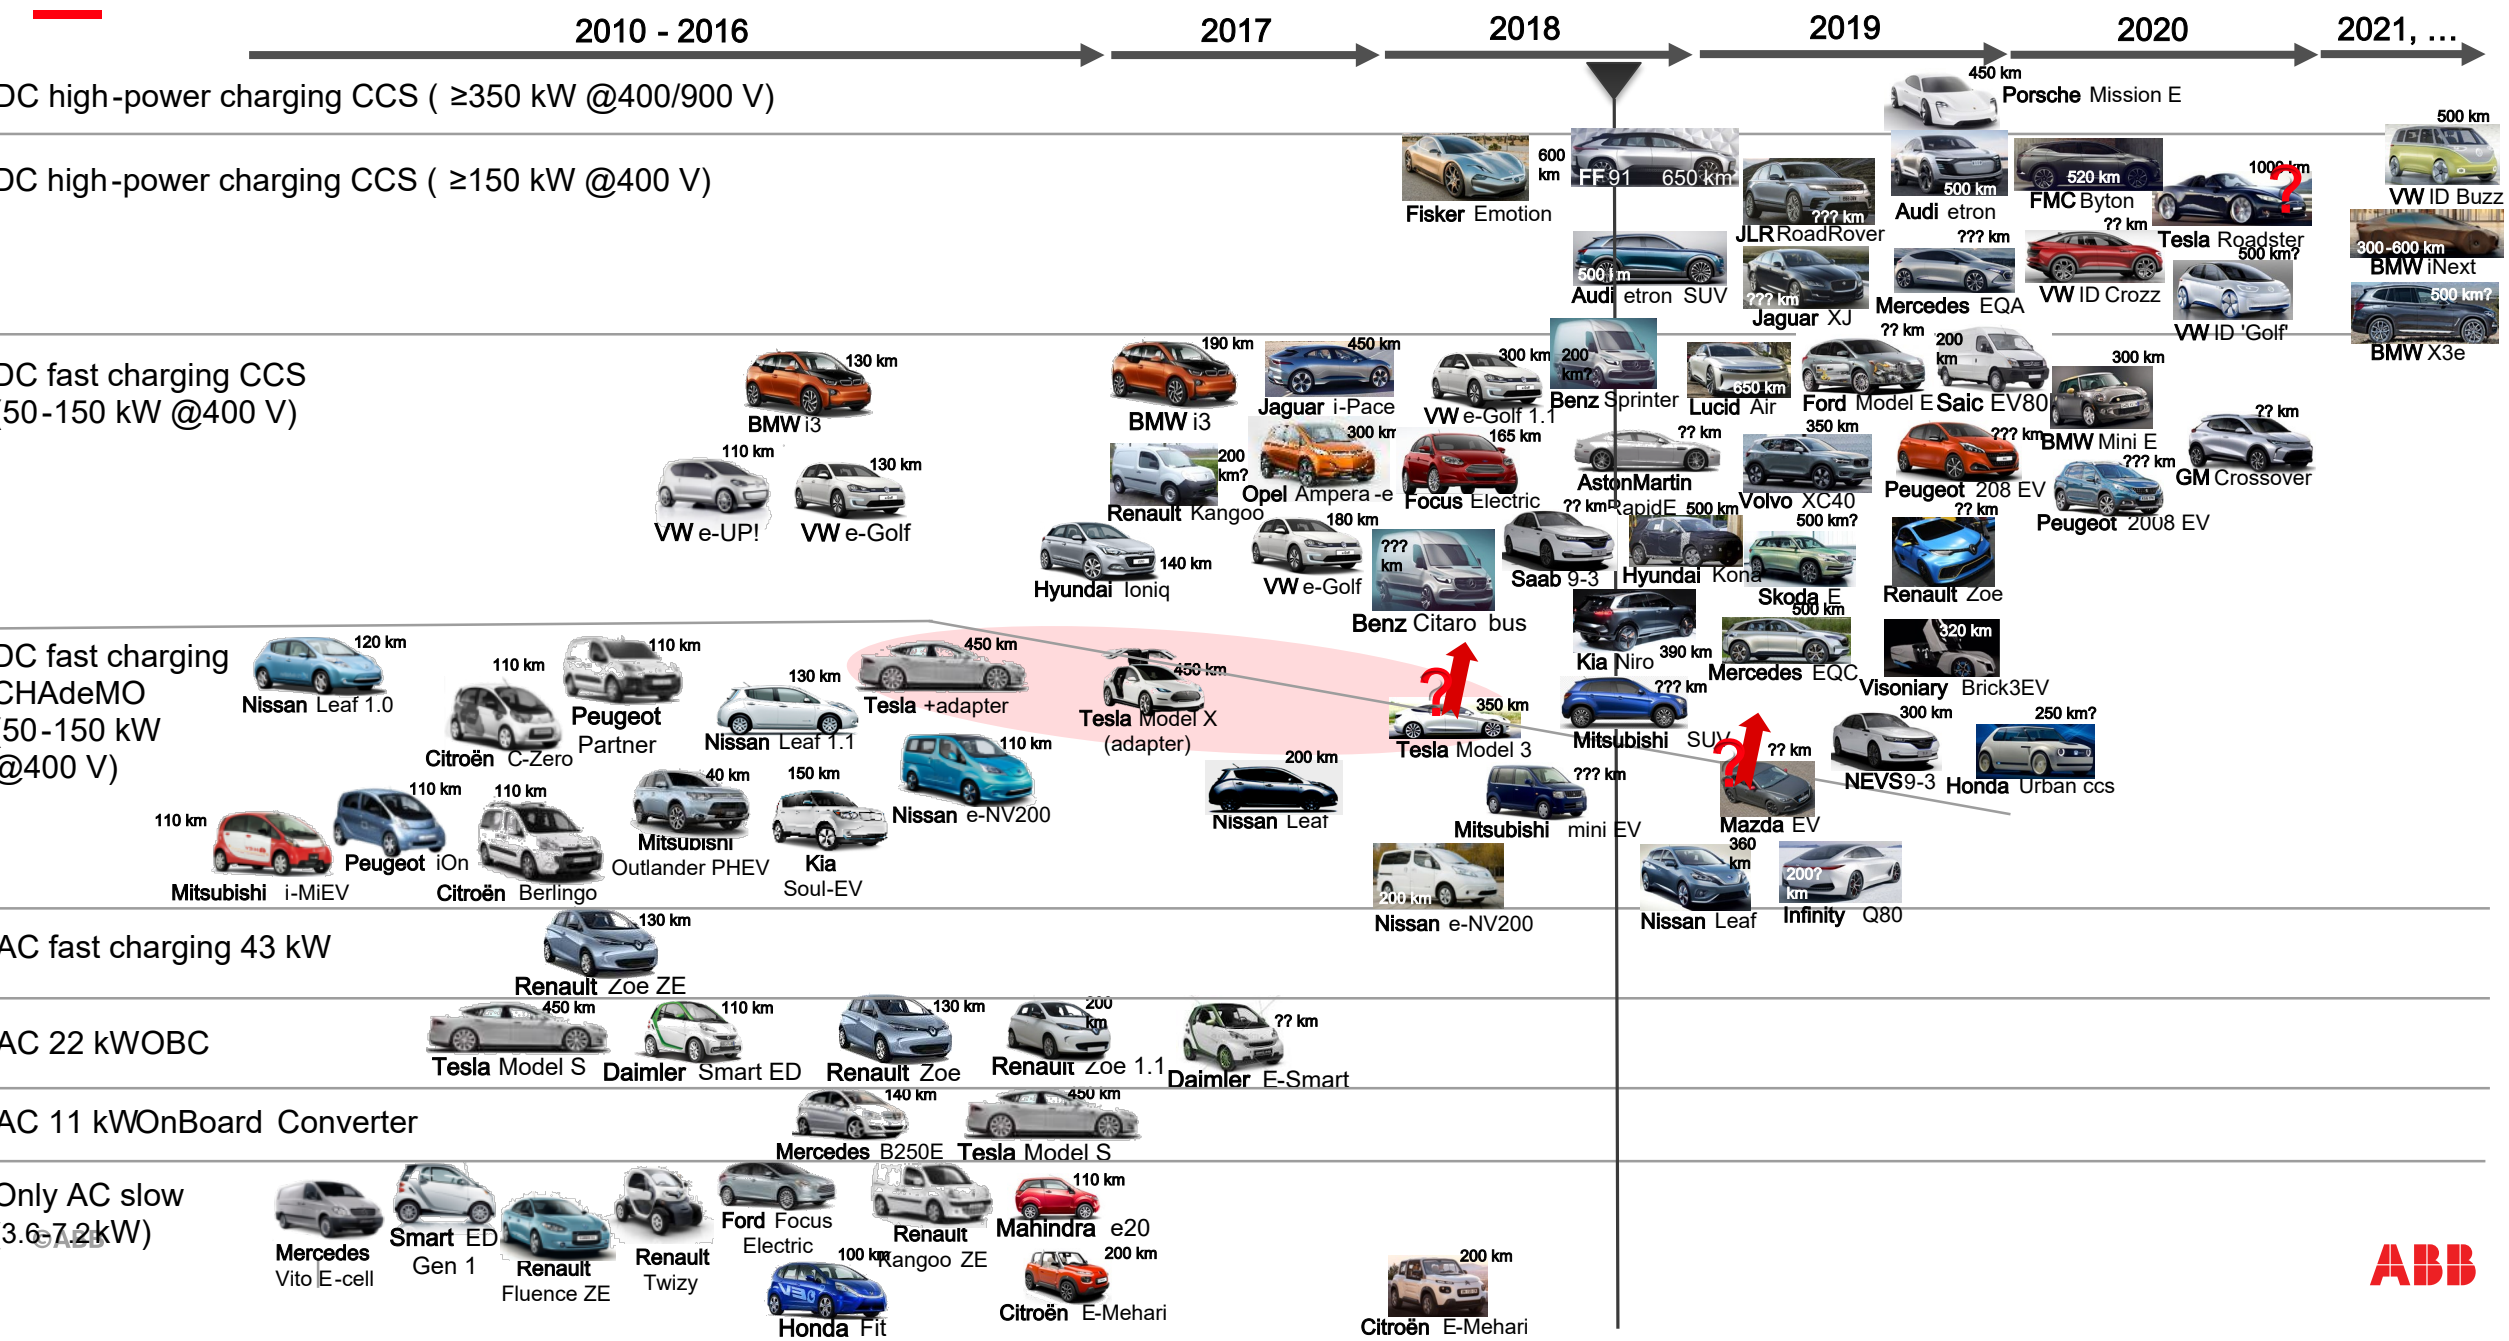 2010 - 2016
2017
2018
2019
2020
2021, ...
DC high-power charging CCS ( ≥350 kW @400/900 V)
450 km
Porsche Mission E
DC high-power charging CCS ( ≥150 kW @400 V)
600
km
Fisker Emotion
FF 91 650 km
500 km
Audi etron SUV
??? km
JLR RoadRover
??? km
Jaguar XJ
500 km
Audi etron
??? km
Mercedes EQA
520 km
FMC Byton
?? km
VW ID Crozz
1000 km
?
Tesla Roadster
500 km?
VW ID 'Golf'
500 km
VW ID Buzz
300-600 km
BMW iNext
500 km?
BMW X3e
DC fast charging CCS
(50-150 kW @400 V)
130 km
BMW i3
110 km
VW e-UP!
130 km
VW e-Golf
190 km
BMW i3
450 km
Jaguar i-Pace
300 km
VW e-Golf 1.1
200
km?
Benz Sprinter
650 km
Lucid Air
?? km
Ford Model E
200
km
Saic EV80
300 km
BMW Mini E
?? km
GM Crossover
200
km?
Renault Kangoo
300 km
Opel Ampera-e
165 km
Focus Electric
?? km
AstonMartin
RapidE
350 km
Volvo XC40
??? km
Peugeot 208 EV
??? km
Peugeot 2008 EV
140 km
Hyundai Ioniq
180 km
VW e-Golf
???
km
Benz Citaro bus
?? km
Saab 9-3
500 km
Hyundai Kona
500 km?
Skoda E
?? km
Renault Zoe
390 km
Kia Niro
500 km
Mercedes EQC
320 km
Visoniary Brick3EV
??? km
Mitsubishi SUV
300 km
NEVS 9-3
250 km?
Honda Urban ccs
DC fast charging
CHAdeMO
(50-150 kW
@400 V)
120 km
Nissan Leaf 1.0
110 km
Citroën C-Zero
110 km
Peugeot
Partner
130 km
Nissan Leaf 1.1
450 km
Tesla +adapter
450 km
Tesla Model X
(adapter)
?
350 km
Tesla Model 3
110 km
Mitsubishi i-MiEV
110 km
Peugeot iOn
110 km
Citroën Berlingo
40 km
Mitsubishi
Outlander PHEV
150 km
Kia
Soul-EV
110 km
Nissan e-NV200
200 km
Nissan Leaf
??? km
Mitsubishi mini EV
?
?? km
Mazda EV
200 km
Nissan e-NV200
360
km
Nissan Leaf
200?
km
Infinity Q80
AC fast charging 43 kW
130 km
Renault Zoe ZE
AC 22 kWOBC
450 km
Tesla Model S
110 km
Daimler Smart ED
130 km
Renault Zoe
200
km
Renault Zoe 1.1
?? km
Daimler E-Smart
AC 11 kWOnBoard Converter
140 km
Mercedes B250E
450 km
Tesla Model S
Only AC slow
(3.6-7.2kW)
©ABB
Mercedes
Vito E-cell
Smart ED
Gen 1
Renault
Fluence ZE
Renault
Twizy
Ford Focus
Electric
100 km
Honda Fit
Renault
Kangoo ZE
110 km
Mahindra e20
200 km
Citroën E-Mehari
200 km
Citroën E-Mehari
ABB